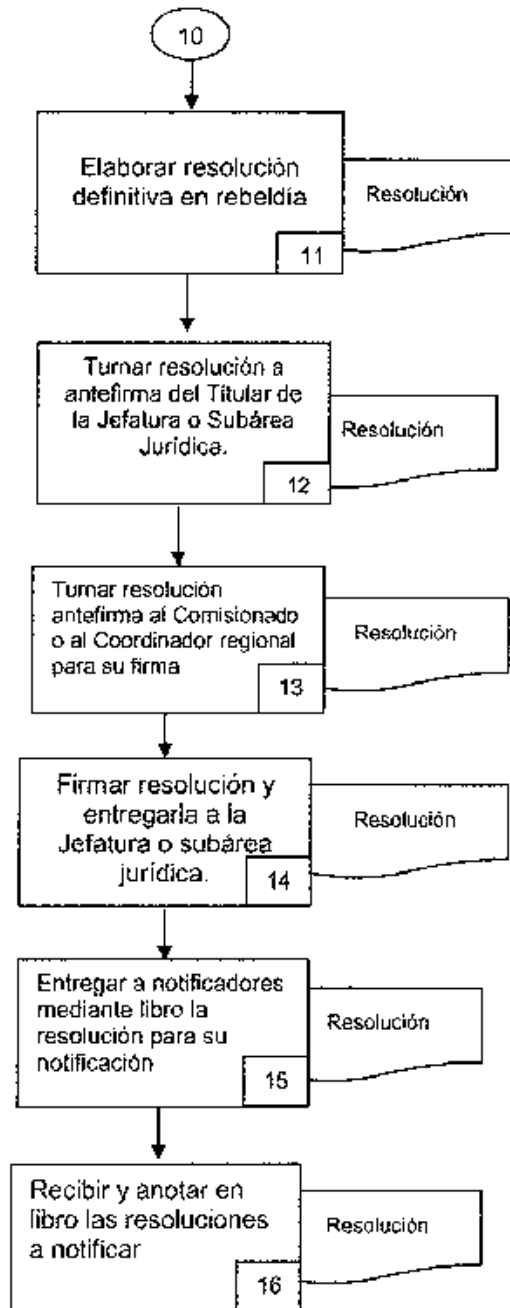 10
Elaborar resolución
definitiva en rebeldía
11
Resolución
Turnar resolución a
antefirma del Titular de
la Jefatura o Subárea
Jurídica.
12
Resolución
Turnar resolución
antefirma al Comisionado
o al Coordinador regional
para su firma
13
Resolución
Firmar resolución y
entregarla a la
Jefatura o subárea
jurídica.
14
Resolución
Entregar a notificadores
mediante libro la
resolución para su
notificación
15
Resolución
Recibir y anotar en
libro las resoluciones
a notificar
16
Resolución